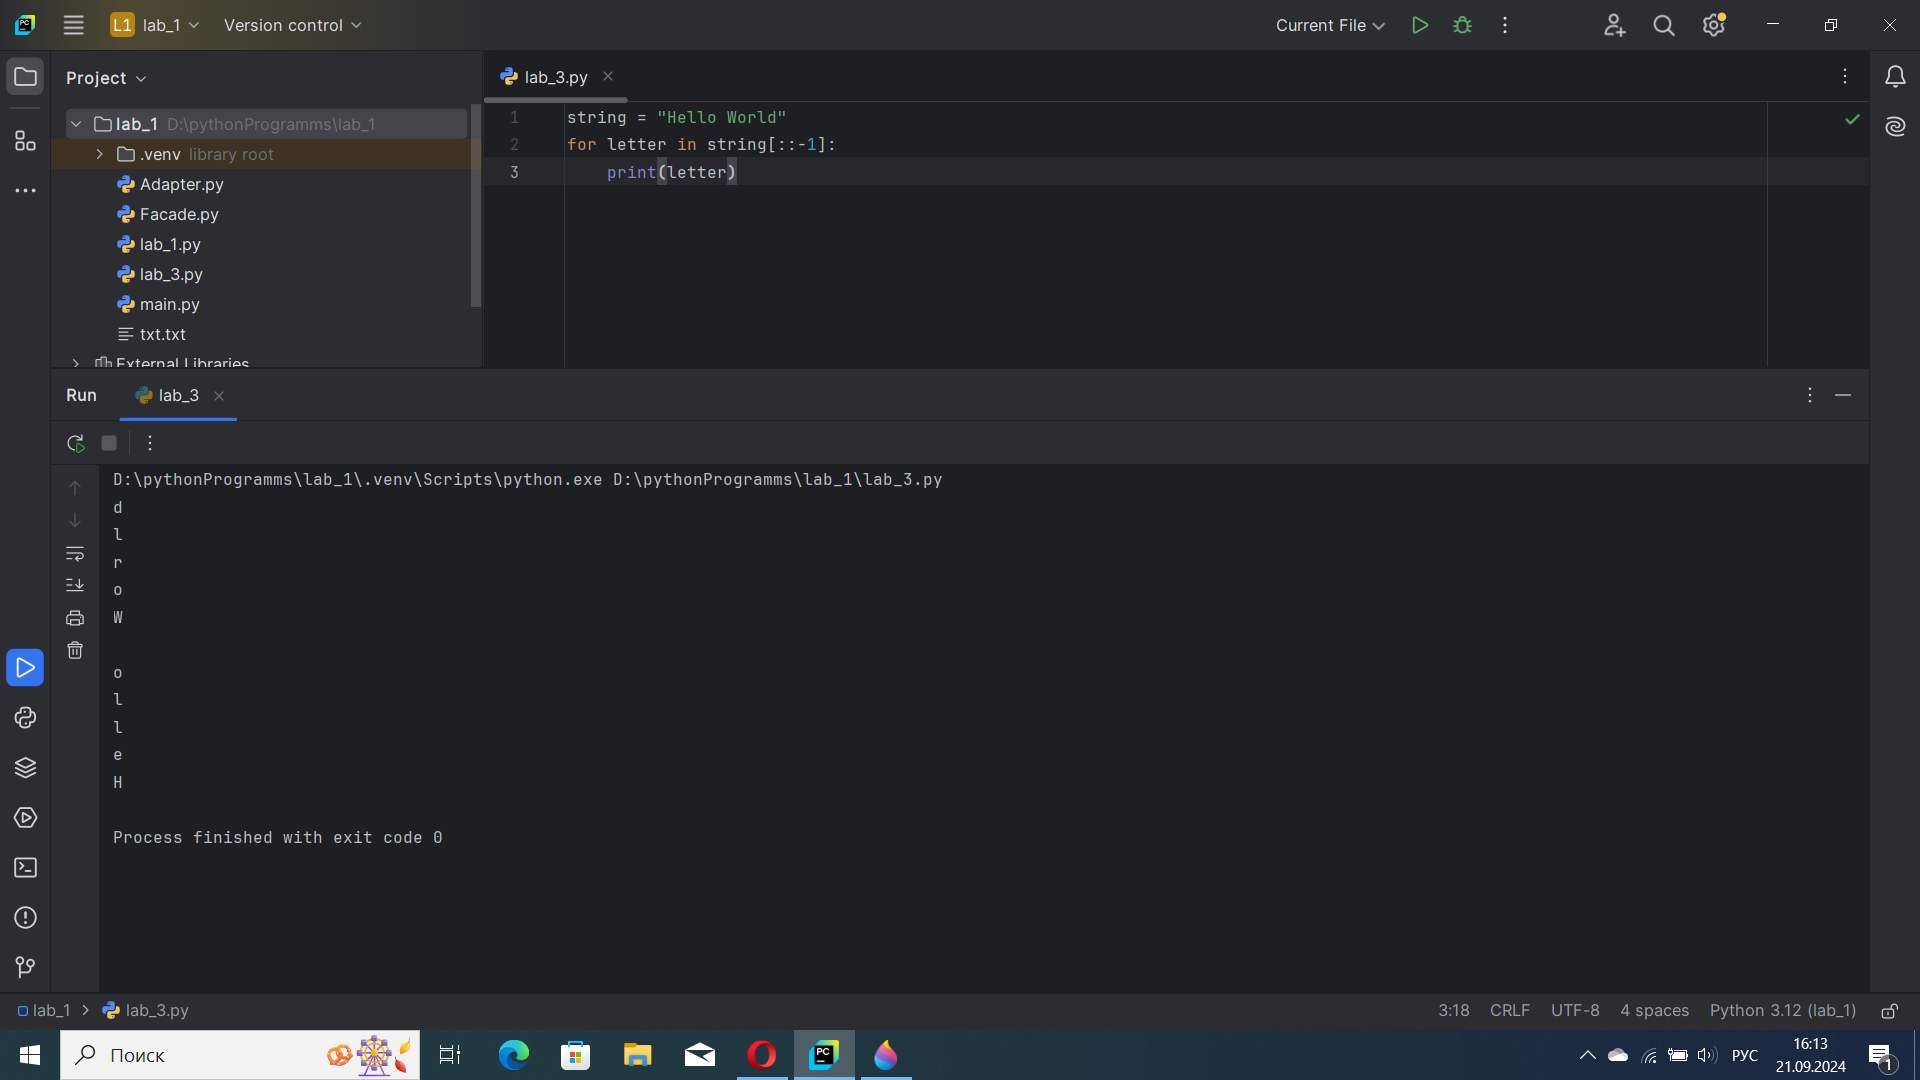 PC L1 lab_1 Version control Current File
Project
lab_3.py
lab_1 D:\pythonProgramms\lab_1
.venv library root
Adapter.py
Facade.py
lab_1.py
lab_3.py
main.py
txt.txt
External Libraries
1 string = "Hello World"
2 for letter in string[::-1]:
3 print(letter)
Run lab_3
D:\pythonProgramms\lab_1\.venv\Scripts\python.exe D:\pythonProgramms\lab_1\lab_3.py
d
l
r
o
W
o
l
l
e
H
Process finished with exit code 0
lab_1 > lab_3.py 3:18 CRLF UTF-8 4 spaces Python 3.12 (lab_1)
Поиск PC РУС 16:13
21.09.2024 1